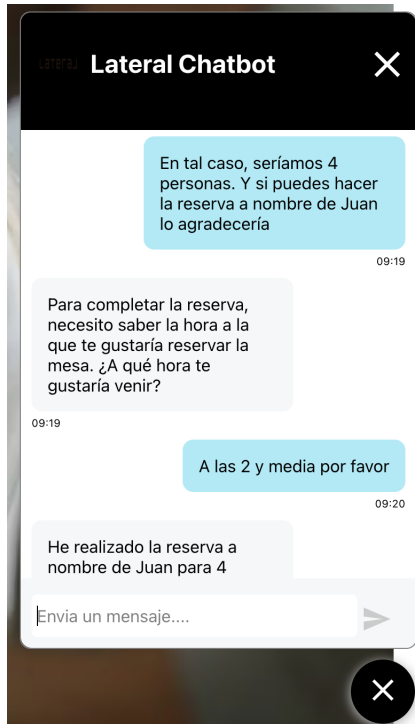 Lateral
Lateral Chatbot
En tal caso, seríamos 4
personas. Y si puedes hacer
la reserva a nombre de Juan
lo agradecería
09:19
Para completar la reserva,
necesito saber la hora a la
que te gustaría reservar la
mesa. ¿A qué hora te
gustaría venir?
09:19
A las 2 y media por favor
09:20
He realizado la reserva a
nombre de Juan para 4
Envia un mensaje....